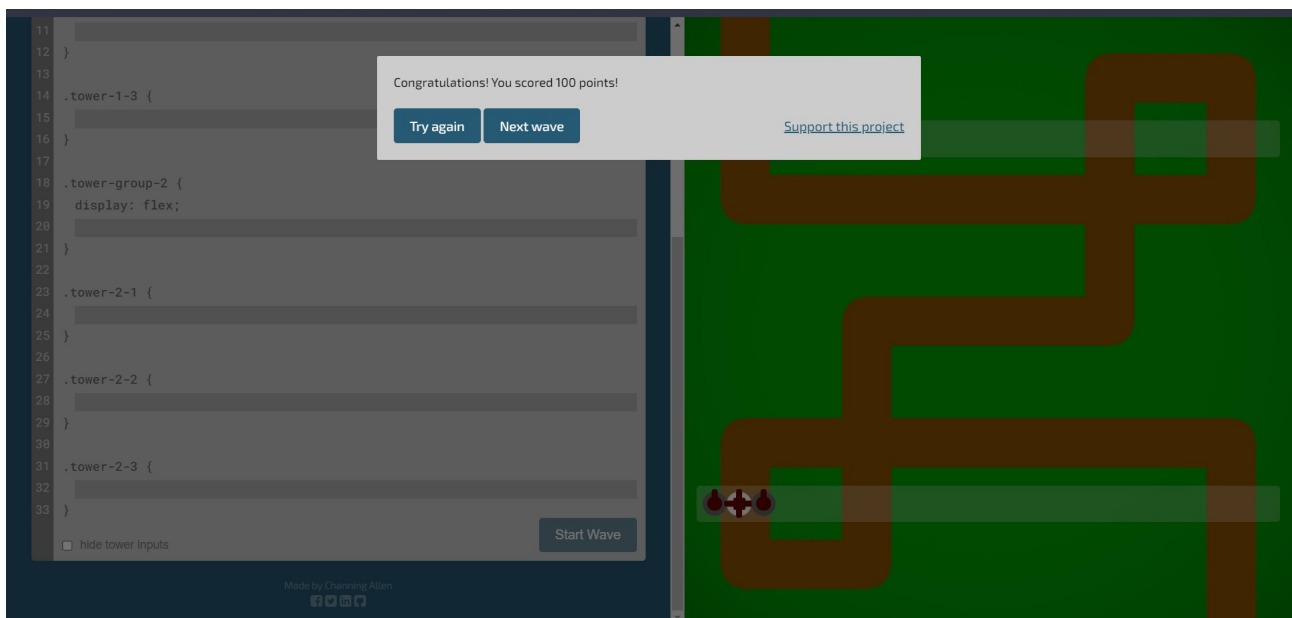 11
12 }
13
14 .tower-1-3 {
15
16 }
17
18 .tower-group-2 {
19 display: flex;
20
21 }
22
23 .tower-2-1 {
24
25 }
26
27 .tower-2-2 {
28
29 }
30
31 .tower-2-3 {
32
33 }
hide tower inputs
Start Wave
Made by Channing Allen
Congratulations! You scored 100 points!
Try again
Next wave
Support this project